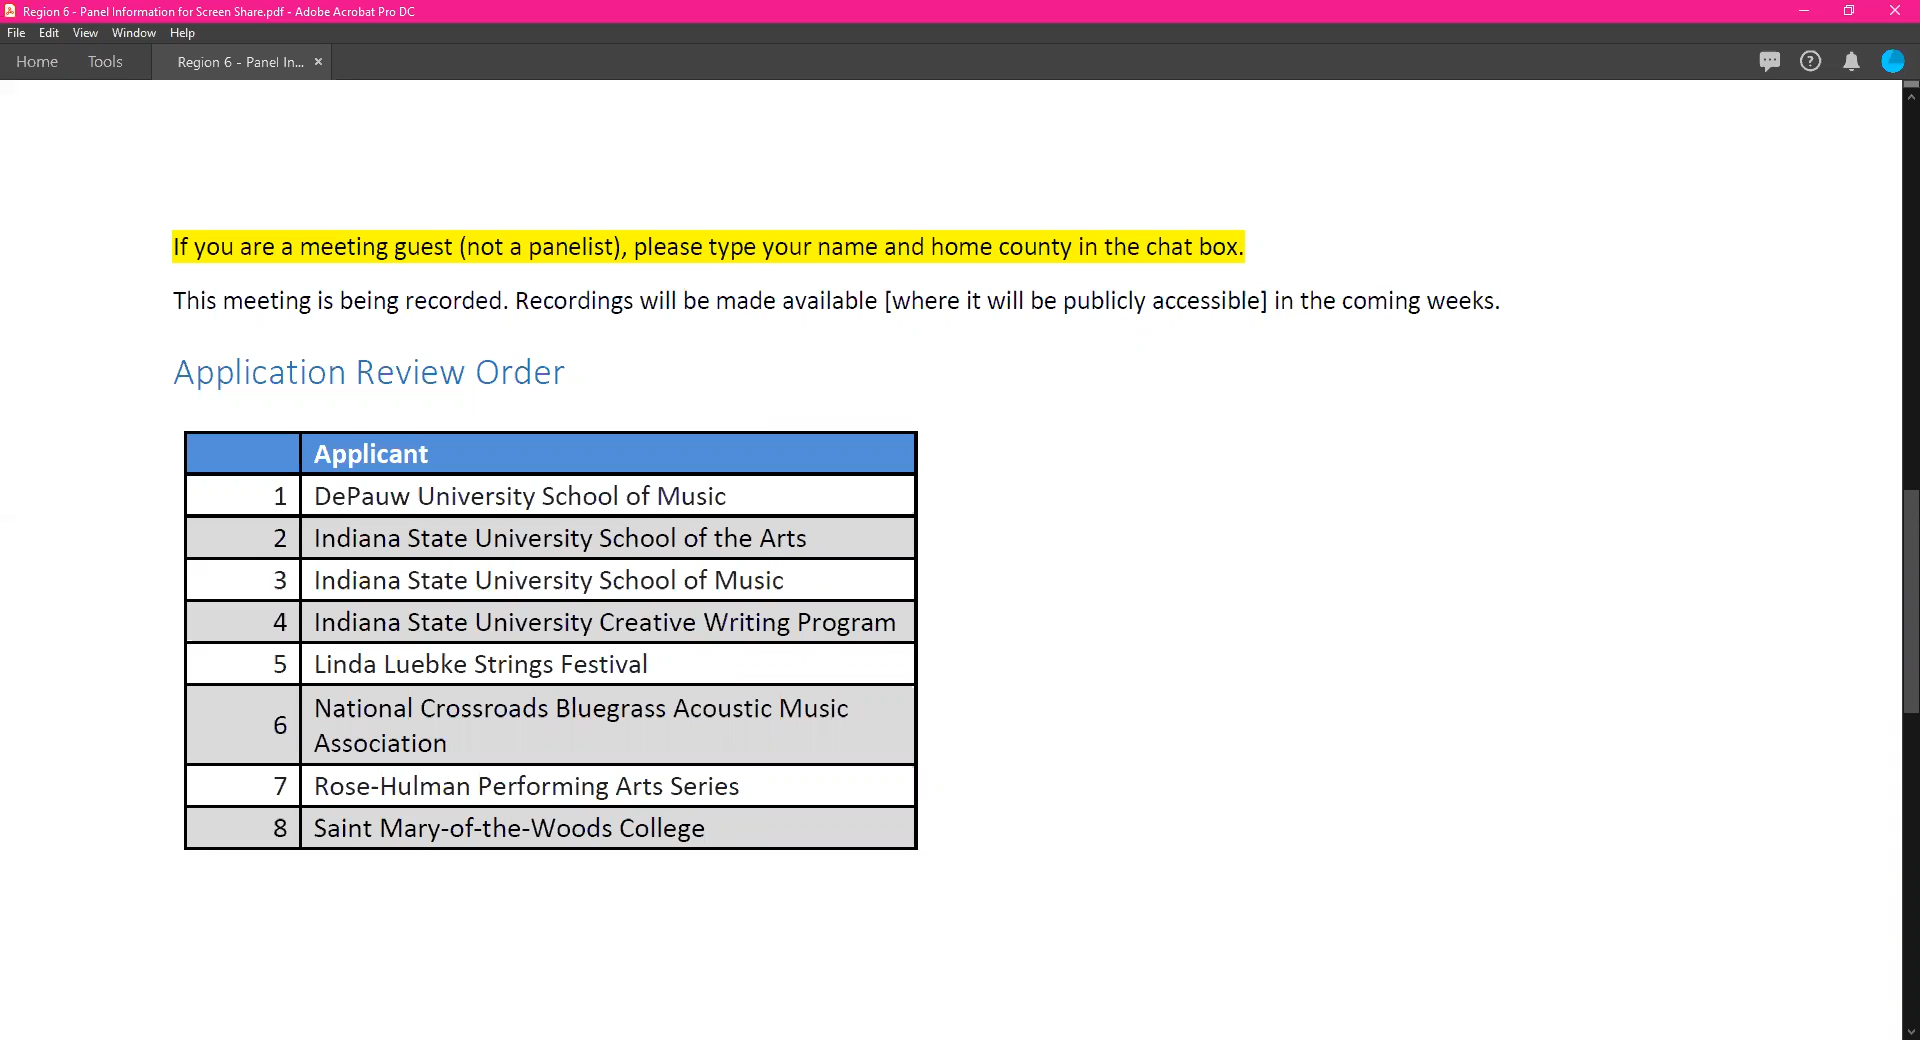 Region 6 - Panel Information for Screen Share.pdf - Adobe Acrobat Pro DC
File Edit View Window Help
Home Tools Region 6 - Panel In... ×
If you are a meeting guest (not a panelist), please type your name and home county in the chat box.
This meeting is being recorded. Recordings will be made available [where it will be publicly accessible] in the coming weeks.
Application Review Order
Applicant
1 DePauw University School of Music
2 Indiana State University School of the Arts
3 Indiana State University School of Music
4 Indiana State University Creative Writing Program
5 Linda Luebke Strings Festival
6 National Crossroads Bluegrass Acoustic Music
Association
7 Rose-Hulman Performing Arts Series
8 Saint Mary-of-the-Woods College